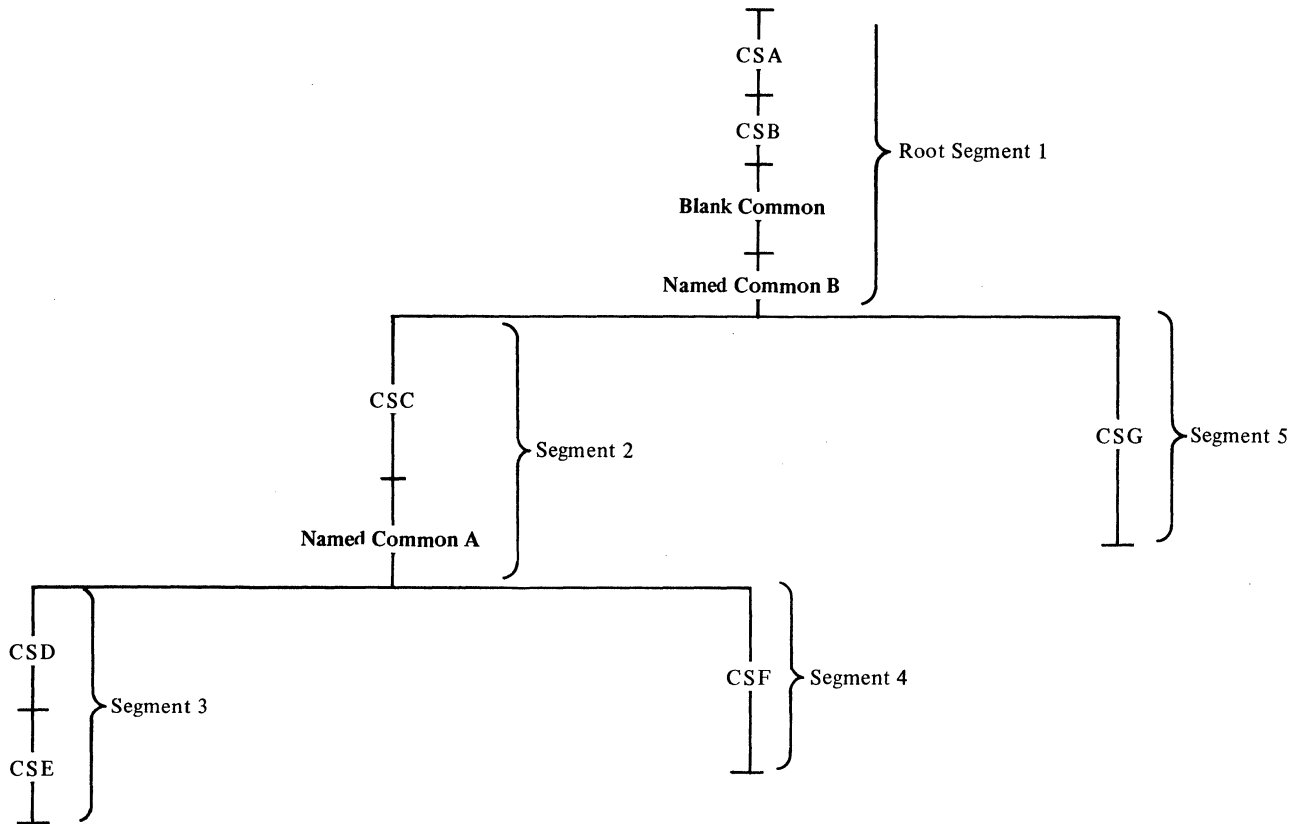 CSA
CSB
Root Segment 1
Blank Common
Named Common B
CSC
Segment 2
CSG
Segment 5
Named Common A
CSD
Segment 3
CSF
Segment 4
CSE